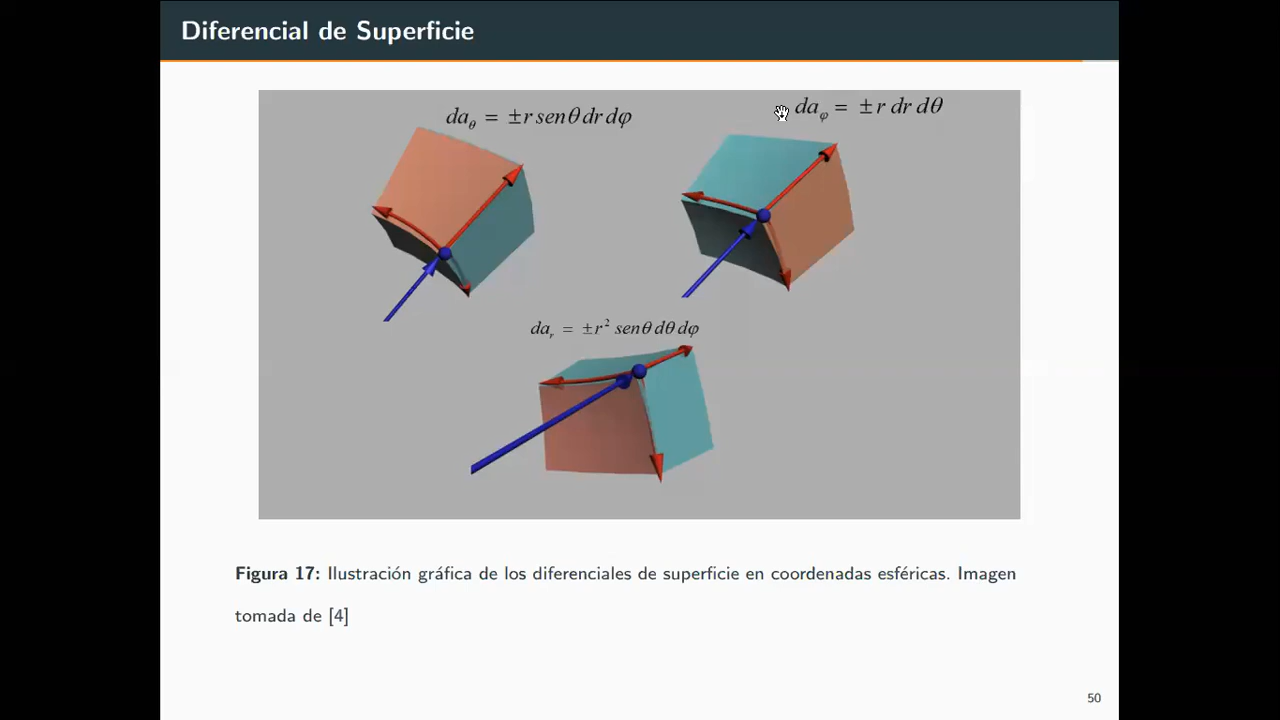 Diferencial de Superficie
da_θ = ±r senθ dr dφ
da_φ = ±r dr dθ
da_r = ±r² senθ dθ dφ
Figura 17: Ilustración gráfica de los diferenciales de superficie en coordenadas esféricas. Imagen
tomada de [4]
50